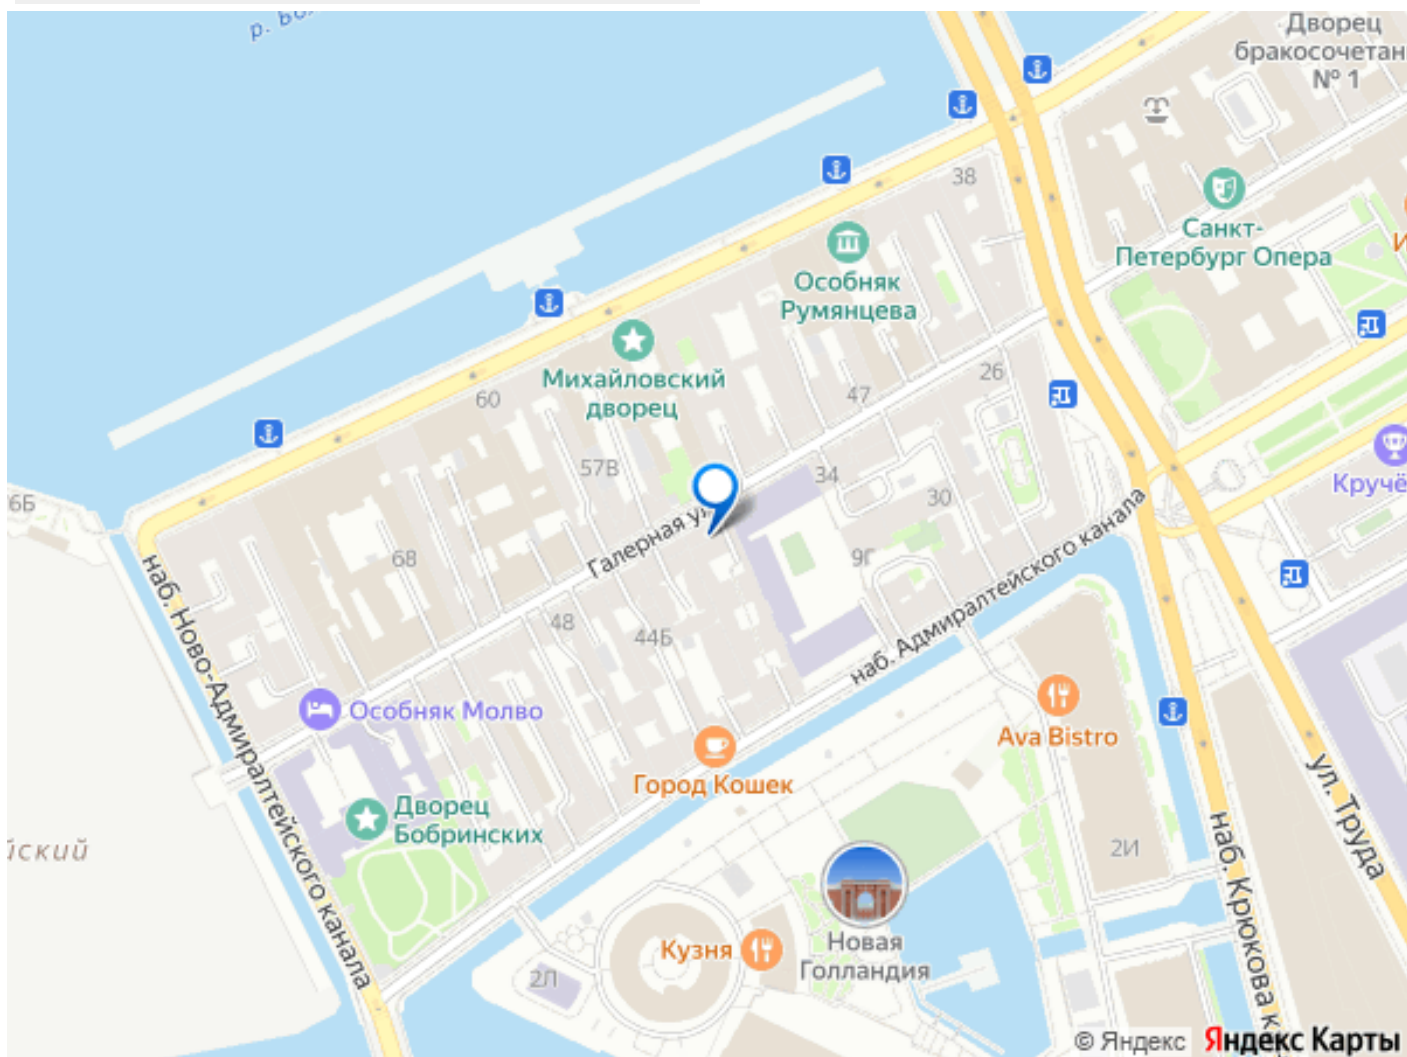 р. Бол
Дворец
бракосочетан
№ 1
38
Санкт-
Петербург Опера
Особняк
Румянцева
Михайловский
дворец
60
47
26
57В
34
30
6Б
Кручё
Галерная ул
68
9Г
48
44Б
наб. Адмиралтейского канала
наб. Ново-Адмиралтейского канала
Особняк Молво
Ava Bistro
Город Кошек
Дворец
Бобринских
йский
2И
ул. Труда
наб. Крюкова к
Новая
Голландия
Кузня
2Л
© Яндекс Яндекс Карты